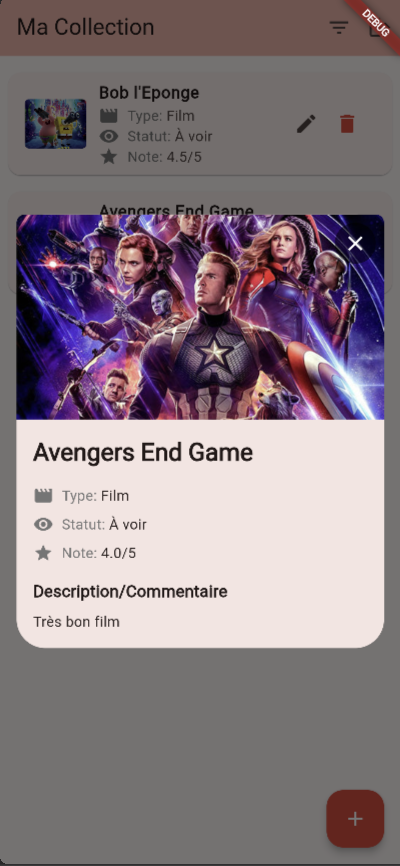 Ma Collection
DEBUG
Bob l'Eponge
Type: Film
Statut: À voir
Note: 4.5/5
Avengers End Game
Avengers End Game
Type: Film
Statut: À voir
Note: 4.0/5
Description/Commentaire
Très bon film